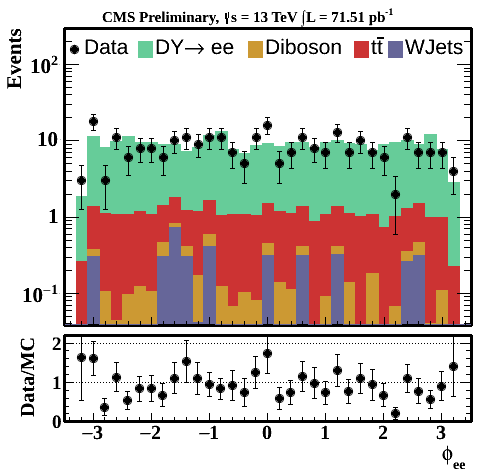 CMS Preliminary, √s = 13 TeV ∫L = 71.51 pb⁻¹
Events
Data DY→ ee Diboson tt̄ WJets
10²
10
1
10⁻¹
Data/MC
2
1
0
−3 −2 −1 0 1 2 3
ϕee